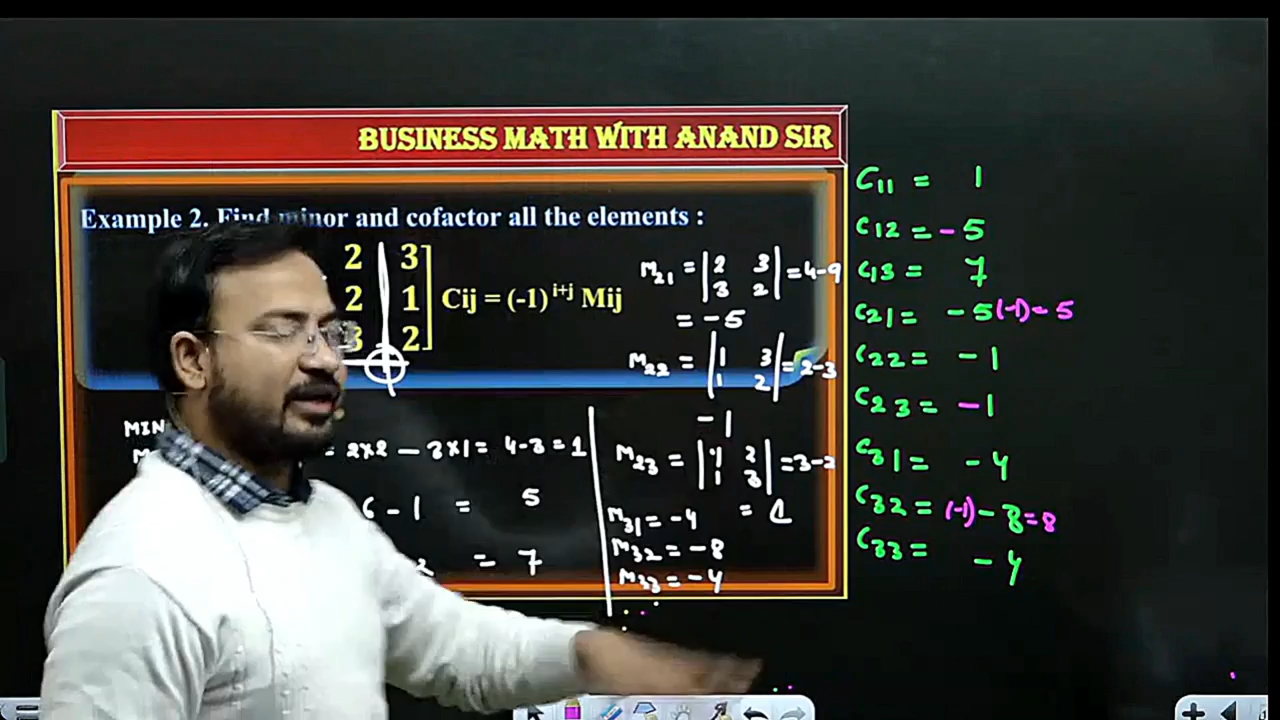 BUSINESS MATH WITH ANAND SIR
Example 2. Find minor and cofactor all the elements :
2 3
2 1
3 2
Cij = (-1) i+j Mij
MIN
= 2x2 - 3x1 = 4-3 = 1
6 - 1 = 5
2 = 7
M21 = |2 3
3 2| = 4-9
= -5
M22 = |1 3
1 2| = 2-3
-1
M23 = |1 2
1 3| = 3-2
= 1
M31 = -4
M32 = -8
M33 = -4
C11 = 1
C12 = -5
C13 = 7
C21 = -5(-1) = 5
C22 = -1
C23 = -1
C31 = -4
C32 = (-1) - 8 = 8
C33 = -4